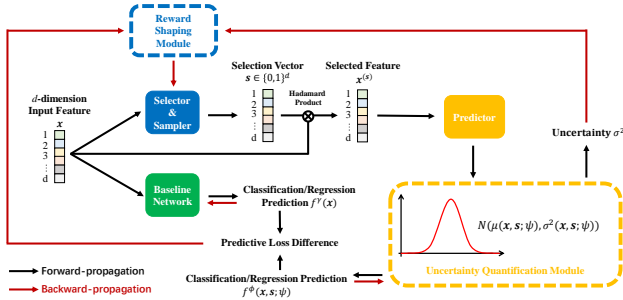 Reward
Shaping
Module
d-dimension
Input Feature
x
1
2
3
⋮
d
Selector
&
Sampler
Selection Vector
s ∈ {0,1}^d
1
2
3
⋮
d
Hadamard
Product
Selected Feature
x^(s)
1
2
3
⋮
d
Predictor
Uncertainty σ²
Baseline
Network
Classification/Regression
Prediction f^γ(x)
Predictive Loss Difference
Classification/Regression Prediction
f^ϕ(x, s; ψ)
N(μ(x, s; ψ), σ²(x, s; ψ))
Uncertainty Quantification Module
Forward-propagation
Backward-propagation